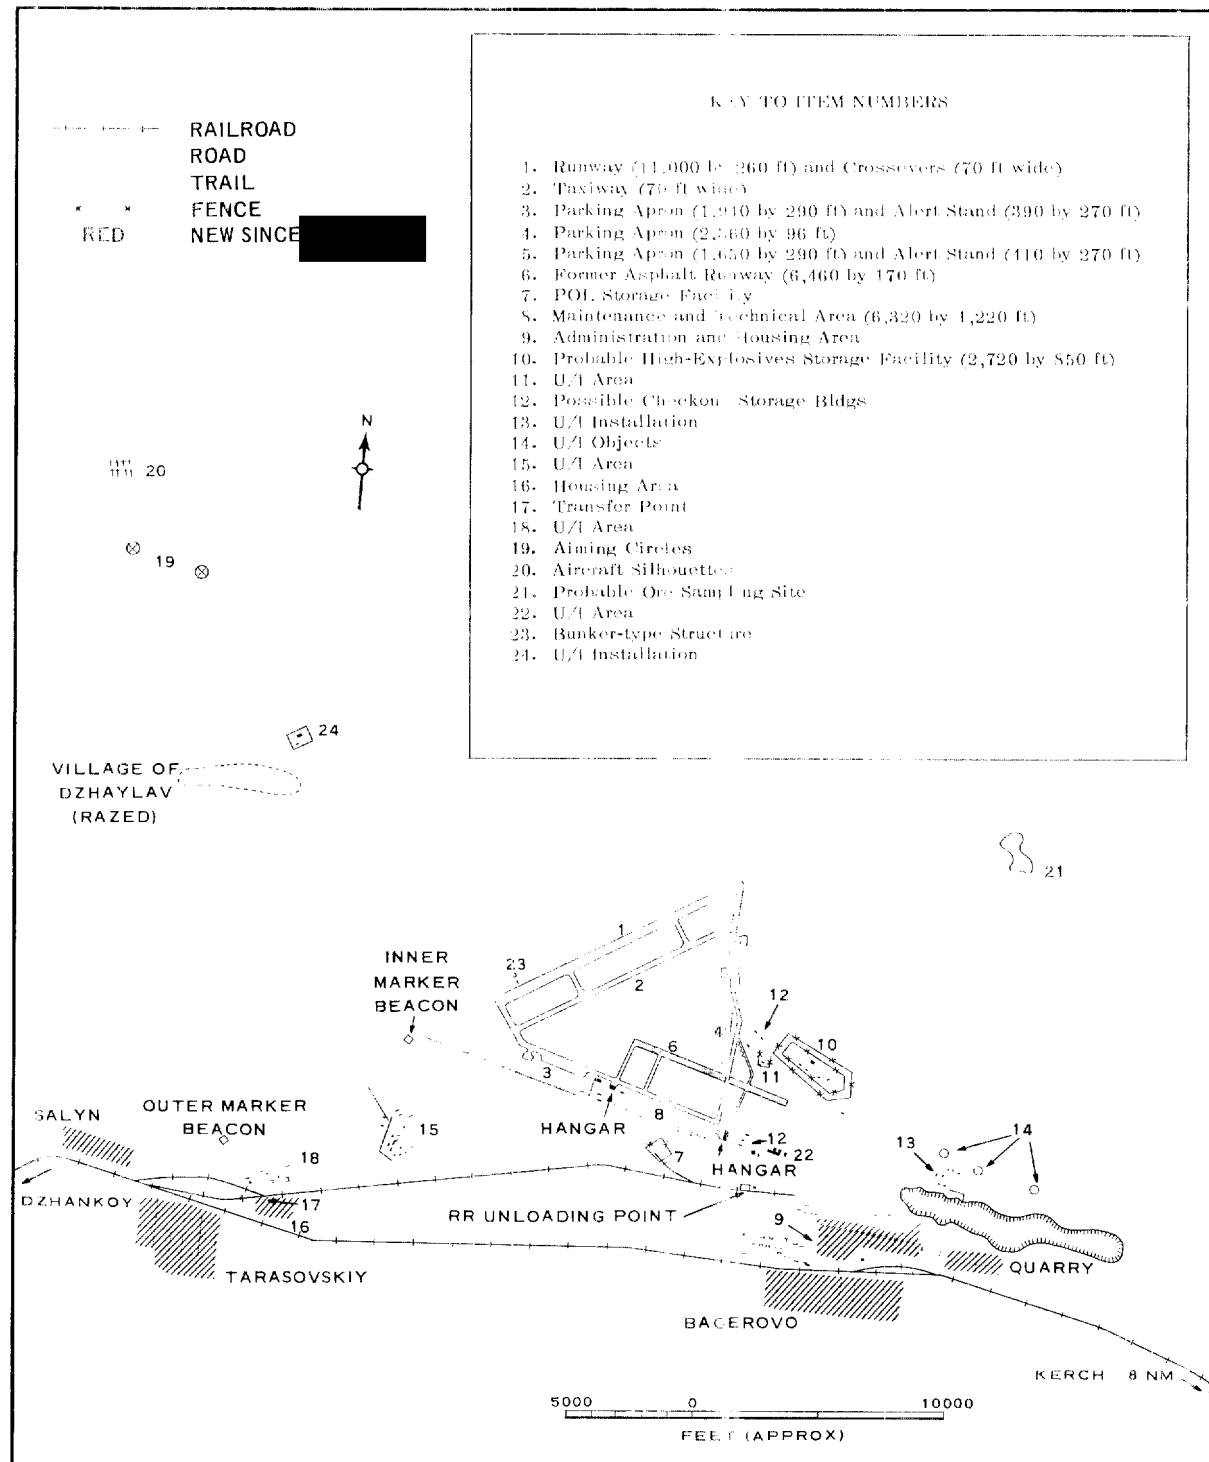 RAILROAD
ROAD
TRAIL
FENCE
RED NEW SINCE
KEY TO ITEM NUMBERS
1. Runway (11,000 by 260 ft) and Crossovers (70 ft wide)
2. Taxiway (70 ft wide)
3. Parking Apron (1,940 by 290 ft) and Alert Stand (390 by 270 ft)
4. Parking Apron (by 96 ft)
5. Parking Apron (1,650 by 290 ft) and Alert Stand (410 by 270 ft)
6. Former Asphalt Runway (6,460 by 170 ft)
7. POL Storage Facility
8. Maintenance and Technical Area (6,320 by 1,220 ft)
9. Administration and Housing Area
10. Probable High-Explosives Storage Facility (2,720 by 850 ft)
11. U/I Area
12. Possible Checkout Storage Bldgs
13. U/I Installation
14. U/I Objects
15. U/I Area
16. Housing Area
17. Transfer Point
18. U/I Area
19. Aiming Circles
20. Aircraft Silhouettes
21. Probable Ore Sampling Site
22. U/I Area
23. Bunker-type Structure
24. U/I Installation
N
20
19
24
VILLAGE OF
DZHAYLAV
(RAZED)
21
1
INNER
MARKER
BEACON
23
2
12
4
6
10
3
11
8
SALYN
OUTER MARKER
BEACON
15
HANGAR
12
22
14
13
7
HANGAR
18
DZHANKOY
17
16
RR UNLOADING POINT
9
TARASOVSKIY
QUARRY
BAGEROVO
KERCH 8 NM
5000 0 10000
FEET (APPROX)